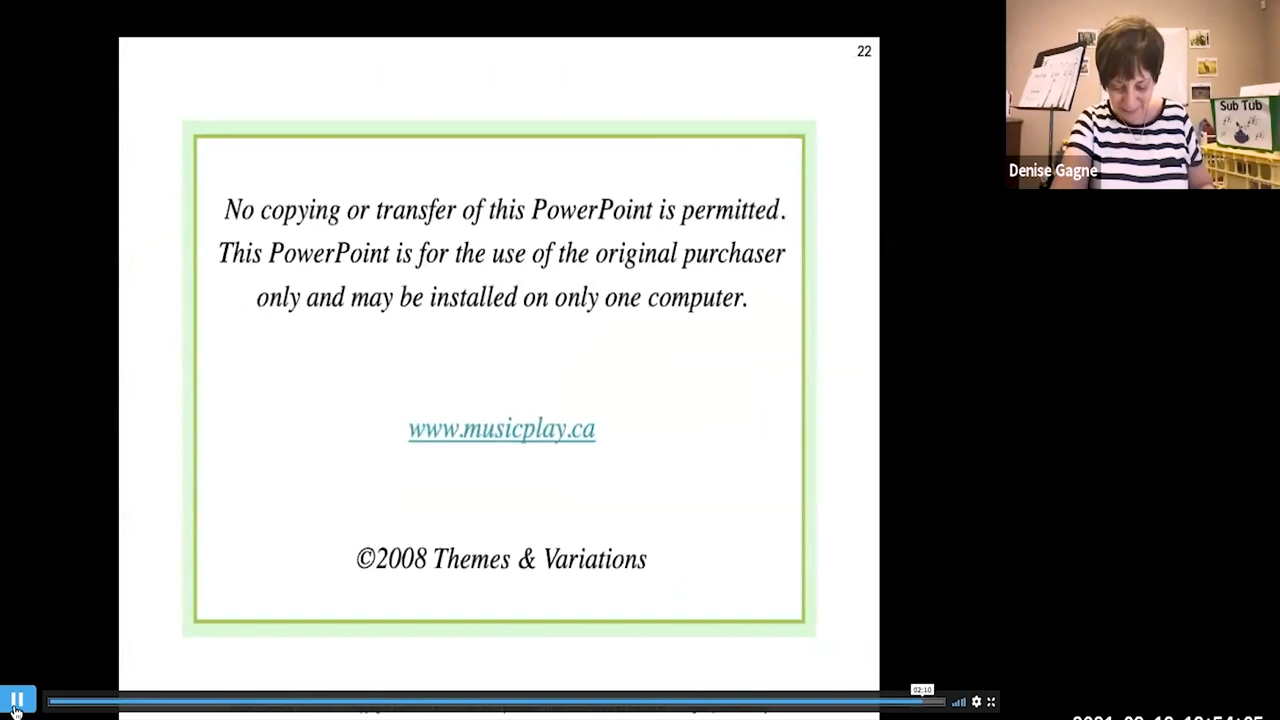 22
Sub Tub
Denise Gagne
No copying or transfer of this PowerPoint is permitted.
This PowerPoint is for the use of the original purchaser
only and may be installed on only one computer.
www.musicplay.ca
©2008 Themes & Variations
02:10